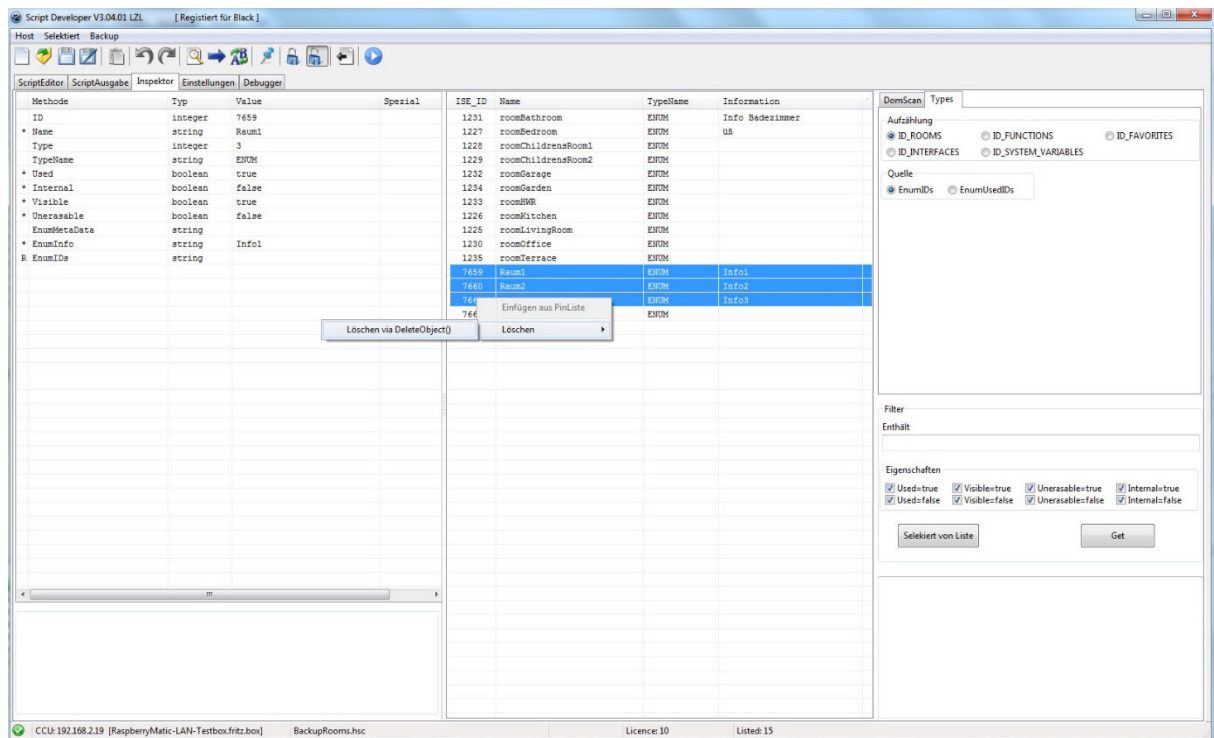 Script Developer V3.04.01 LZL [ Registiert für Black ]
Host Selektiert Backup
ScriptEditor ScriptAusgabe Inspektor Einstellungen Debugger
Methode Typ Value Spezial
ID integer 7659
* Name string Raum1
Type integer 3
TypeName string ENUM
* Used boolean true
* Internal boolean false
* Visible boolean true
* Unerasable boolean false
EnumMetaData string
* EnumInfo string Info1
R EnumIDs string
ISE_ID Name TypeName Information
1231 roomBathroom ENUM Info Badezimmer
1227 roomBedroom ENUM üß
1228 roomChildrensRoom1 ENUM
1229 roomChildrensRoom2 ENUM
1232 roomGarage ENUM
1234 roomGarden ENUM
1233 roomHWR ENUM
1226 roomKitchen ENUM
1225 roomLivingRoom ENUM
1230 roomOffice ENUM
1235 roomTerrace ENUM
7659 Raum1 ENUM Info1
7660 Raum2 ENUM Info2
766 ENUM Info3
766 ENUM
Einfügen aus PinListe
Löschen
Löschen via DeleteObject()
DomScan Types
Aufzählung
ID_ROOMS ID_FUNCTIONS ID_FAVORITES
ID_INTERFACES ID_SYSTEM_VARIABLES
Quelle
EnumIDs EnumUsedIDs
Filter
Enthält
Eigenschaften
Used=true Visible=true Unerasable=true Internal=true
Used=false Visible=false Unerasable=false Internal=false
Selekiert von Liste Get
CCU: 192.168.2.19 [RaspberryMatic-LAN-Testbox.fritz.box] BackupRooms.hsc Licence: 10 Listed: 15